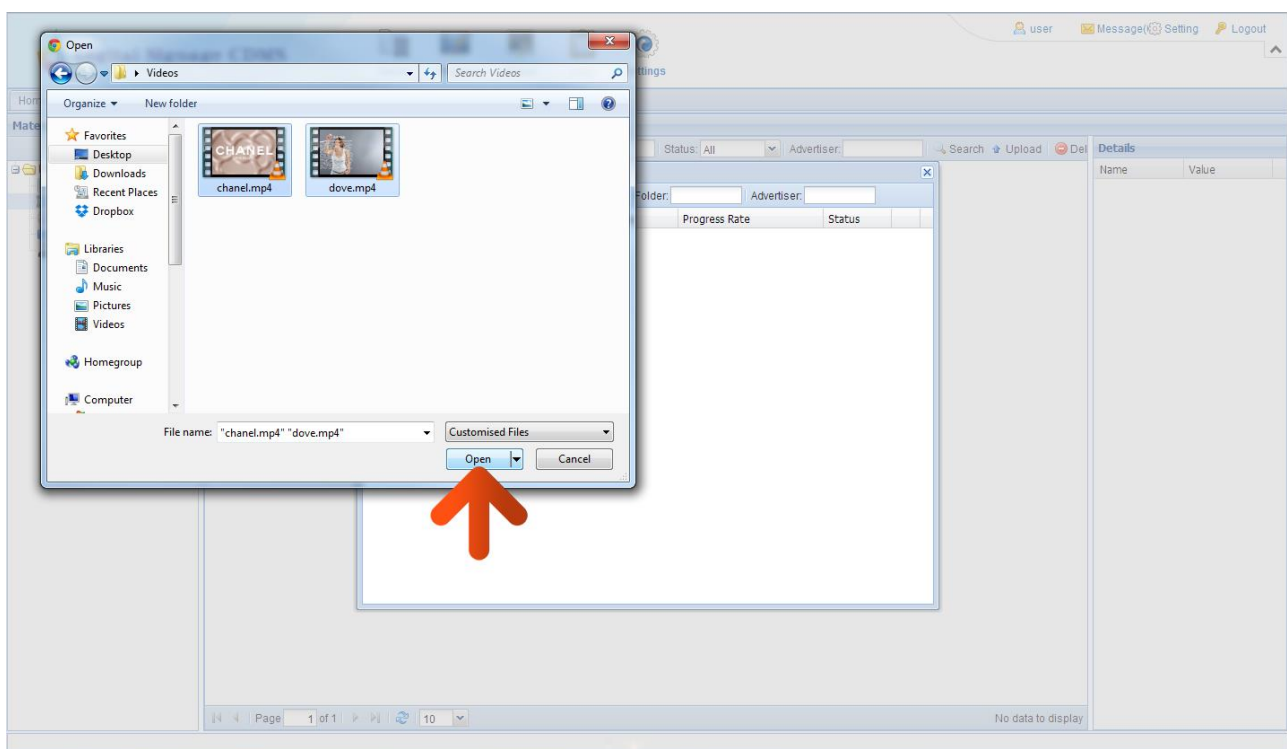 user Message( Setting Logout
Open
Videos
Search Videos
ttings
Organize New folder
Hom
Mate
Favorites
Desktop
Downloads
Recent Places
Dropbox
Libraries
Documents
Music
Pictures
Videos
Homegroup
Computer
CHANEL
chanel.mp4 dove.mp4
File name: "chanel.mp4" "dove.mp4" Customised Files
Open Cancel
Status: All Advertiser: Search Upload Del
Folder: Advertiser:
Progress Rate Status
Details
Name Value
Page 1 of 1 10 No data to display